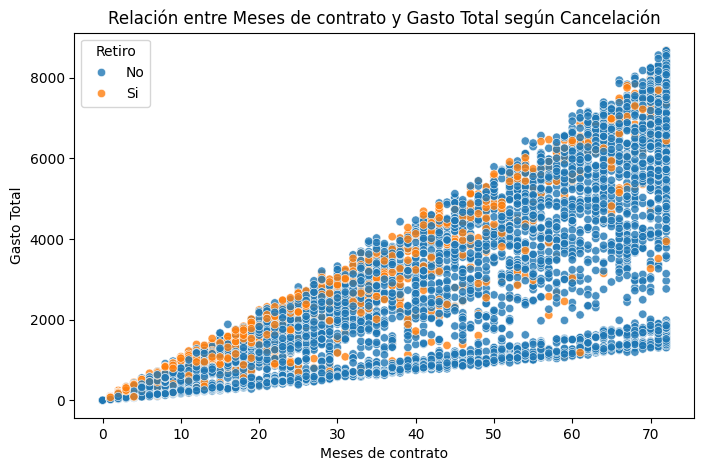 Relación entre Meses de contrato y Gasto Total según Cancelación
Retiro
No
Si
Gasto Total
8000
6000
4000
2000
0
0 10 20 30 40 50 60 70
Meses de contrato